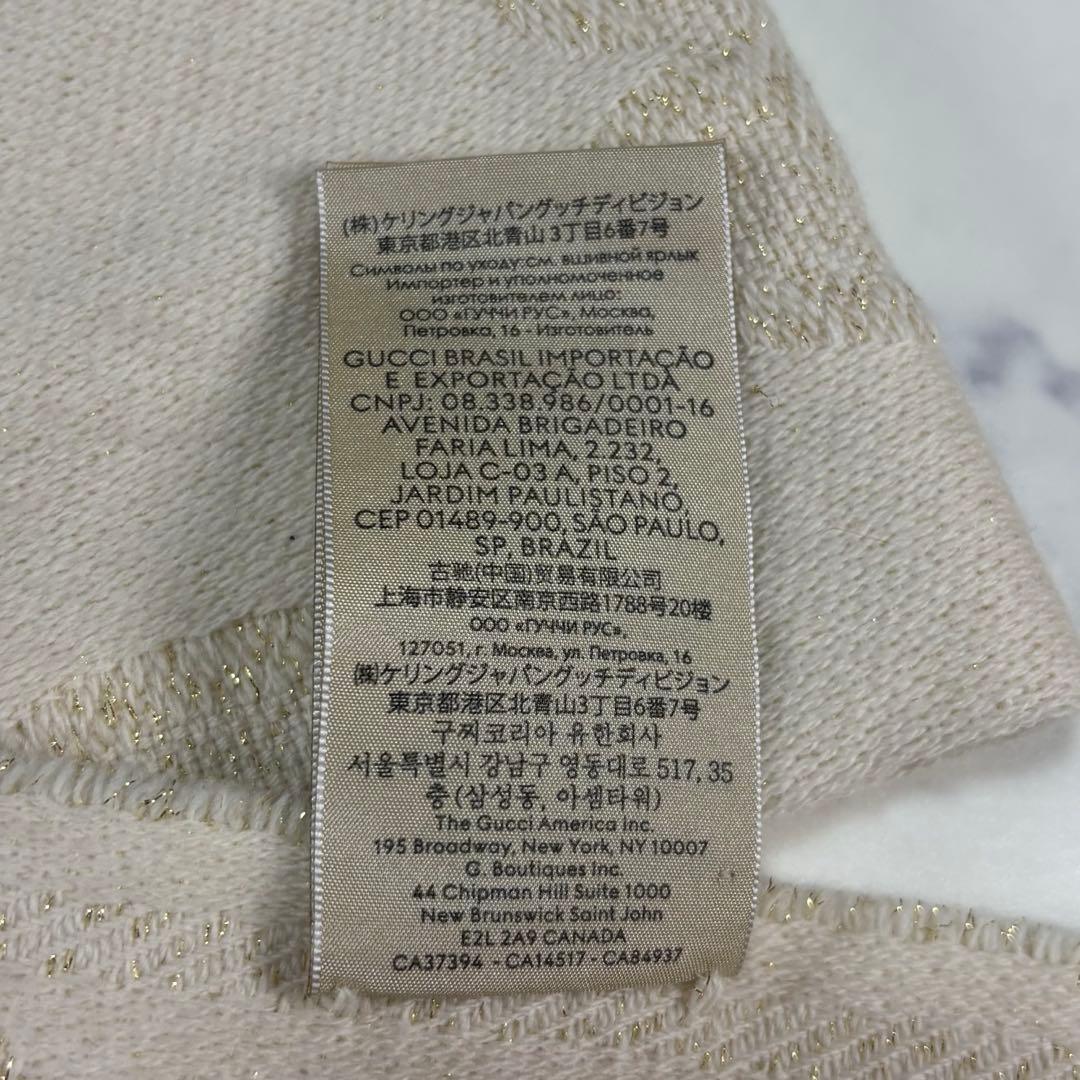 (株)ケリングジャパングッチディビジョン
東京都港区北青山3丁目6番7号
Символы по уходу:см. вшивной ярлык
Импортер и уполномоченное
изготовителем лицо:
ООО «ГУЧЧИ РУС», Москва,
Петровка, 16 - Изготовитель
GUCCI BRASIL IMPORTAÇÃO
E EXPORTAÇÃO LTDA
CNPJ: 08.338.986/0001-16
AVENIDA BRIGADEIRO
FARIA LIMA, 2.232,
LOJA C-03 A, PISO 2,
JARDIM PAULISTANO,
CEP 01489-900, SÃO PAULO,
SP, BRAZIL
古驰(中国)贸易有限公司
上海市静安区南京西路1788号20楼
ООО «ГУЧЧИ РУС»,
127051, г. Москва, ул. Петровка, 16
㈱ケリングジャパングッチディビジョン
東京都港区北青山3丁目6番7号
구찌코리아 유한회사
서울특별시 강남구 영동대로 517, 35
층 (삼성동, 아셈타워)
The Gucci America Inc.
195 Broadway, New York, NY 10007
G. Boutiques Inc.
44 Chipman Hill Suite 1000
New Brunswick Saint John
E2L 2A9 CANADA
CA37394 - CA14517 - CA84937